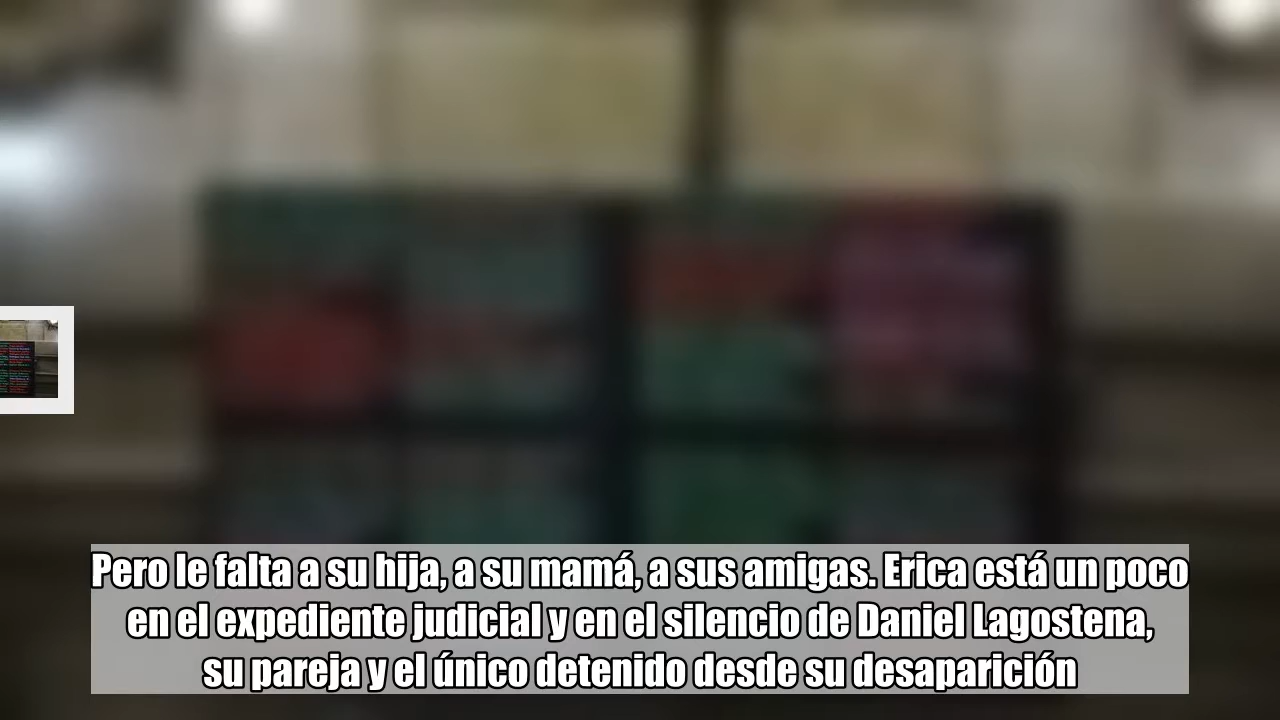 Pero le falta a su hija, a su mamá, a sus amigas. Erica está un poco
en el expediente judicial y en el silencio de Daniel Lagostena,
su pareja y el único detenido desde su desaparición